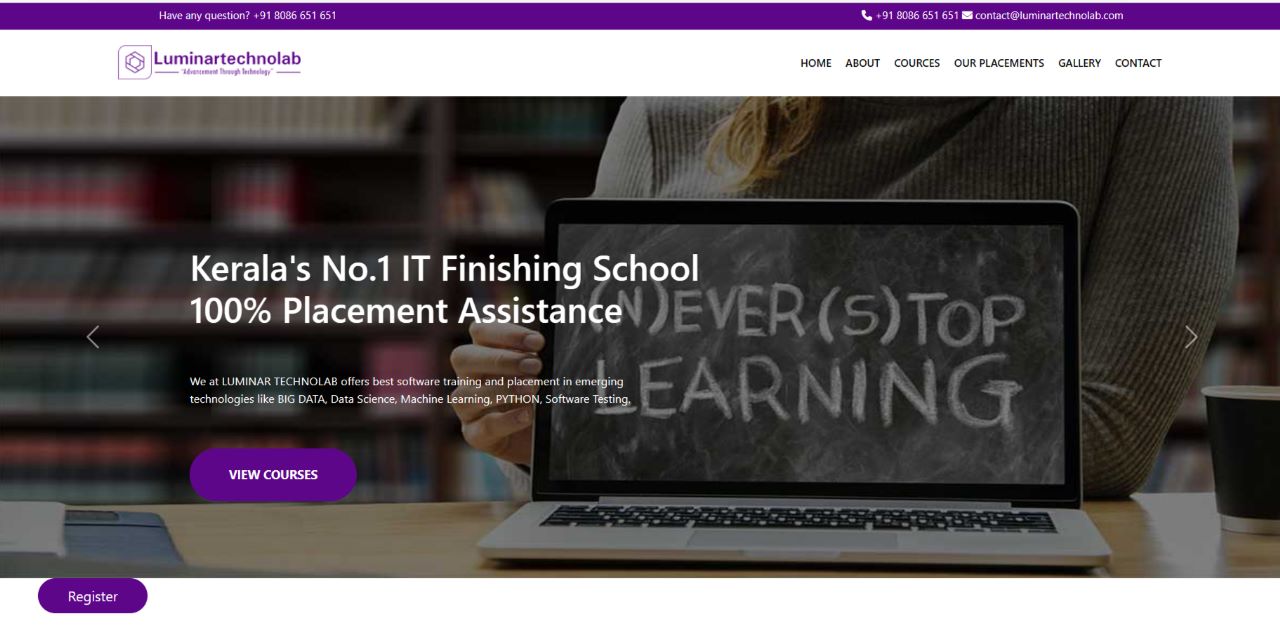 Have any question? +91 8086 651 651
+91 8086 651 651 contact@luminartechnolab.com
Luminartechnolab
"Advancement Through Technology"
HOME ABOUT COURCES OUR PLACEMENTS GALLERY CONTACT
Kerala's No.1 IT Finishing School
100% Placement Assistance
(N)EVER (S)TOP
LEARNING
We at LUMINAR TECHNOLAB offers best software training and placement in emerging
technologies like BIG DATA, Data Science, Machine Learning, PYTHON, Software Testing,
VIEW COURSES
Register